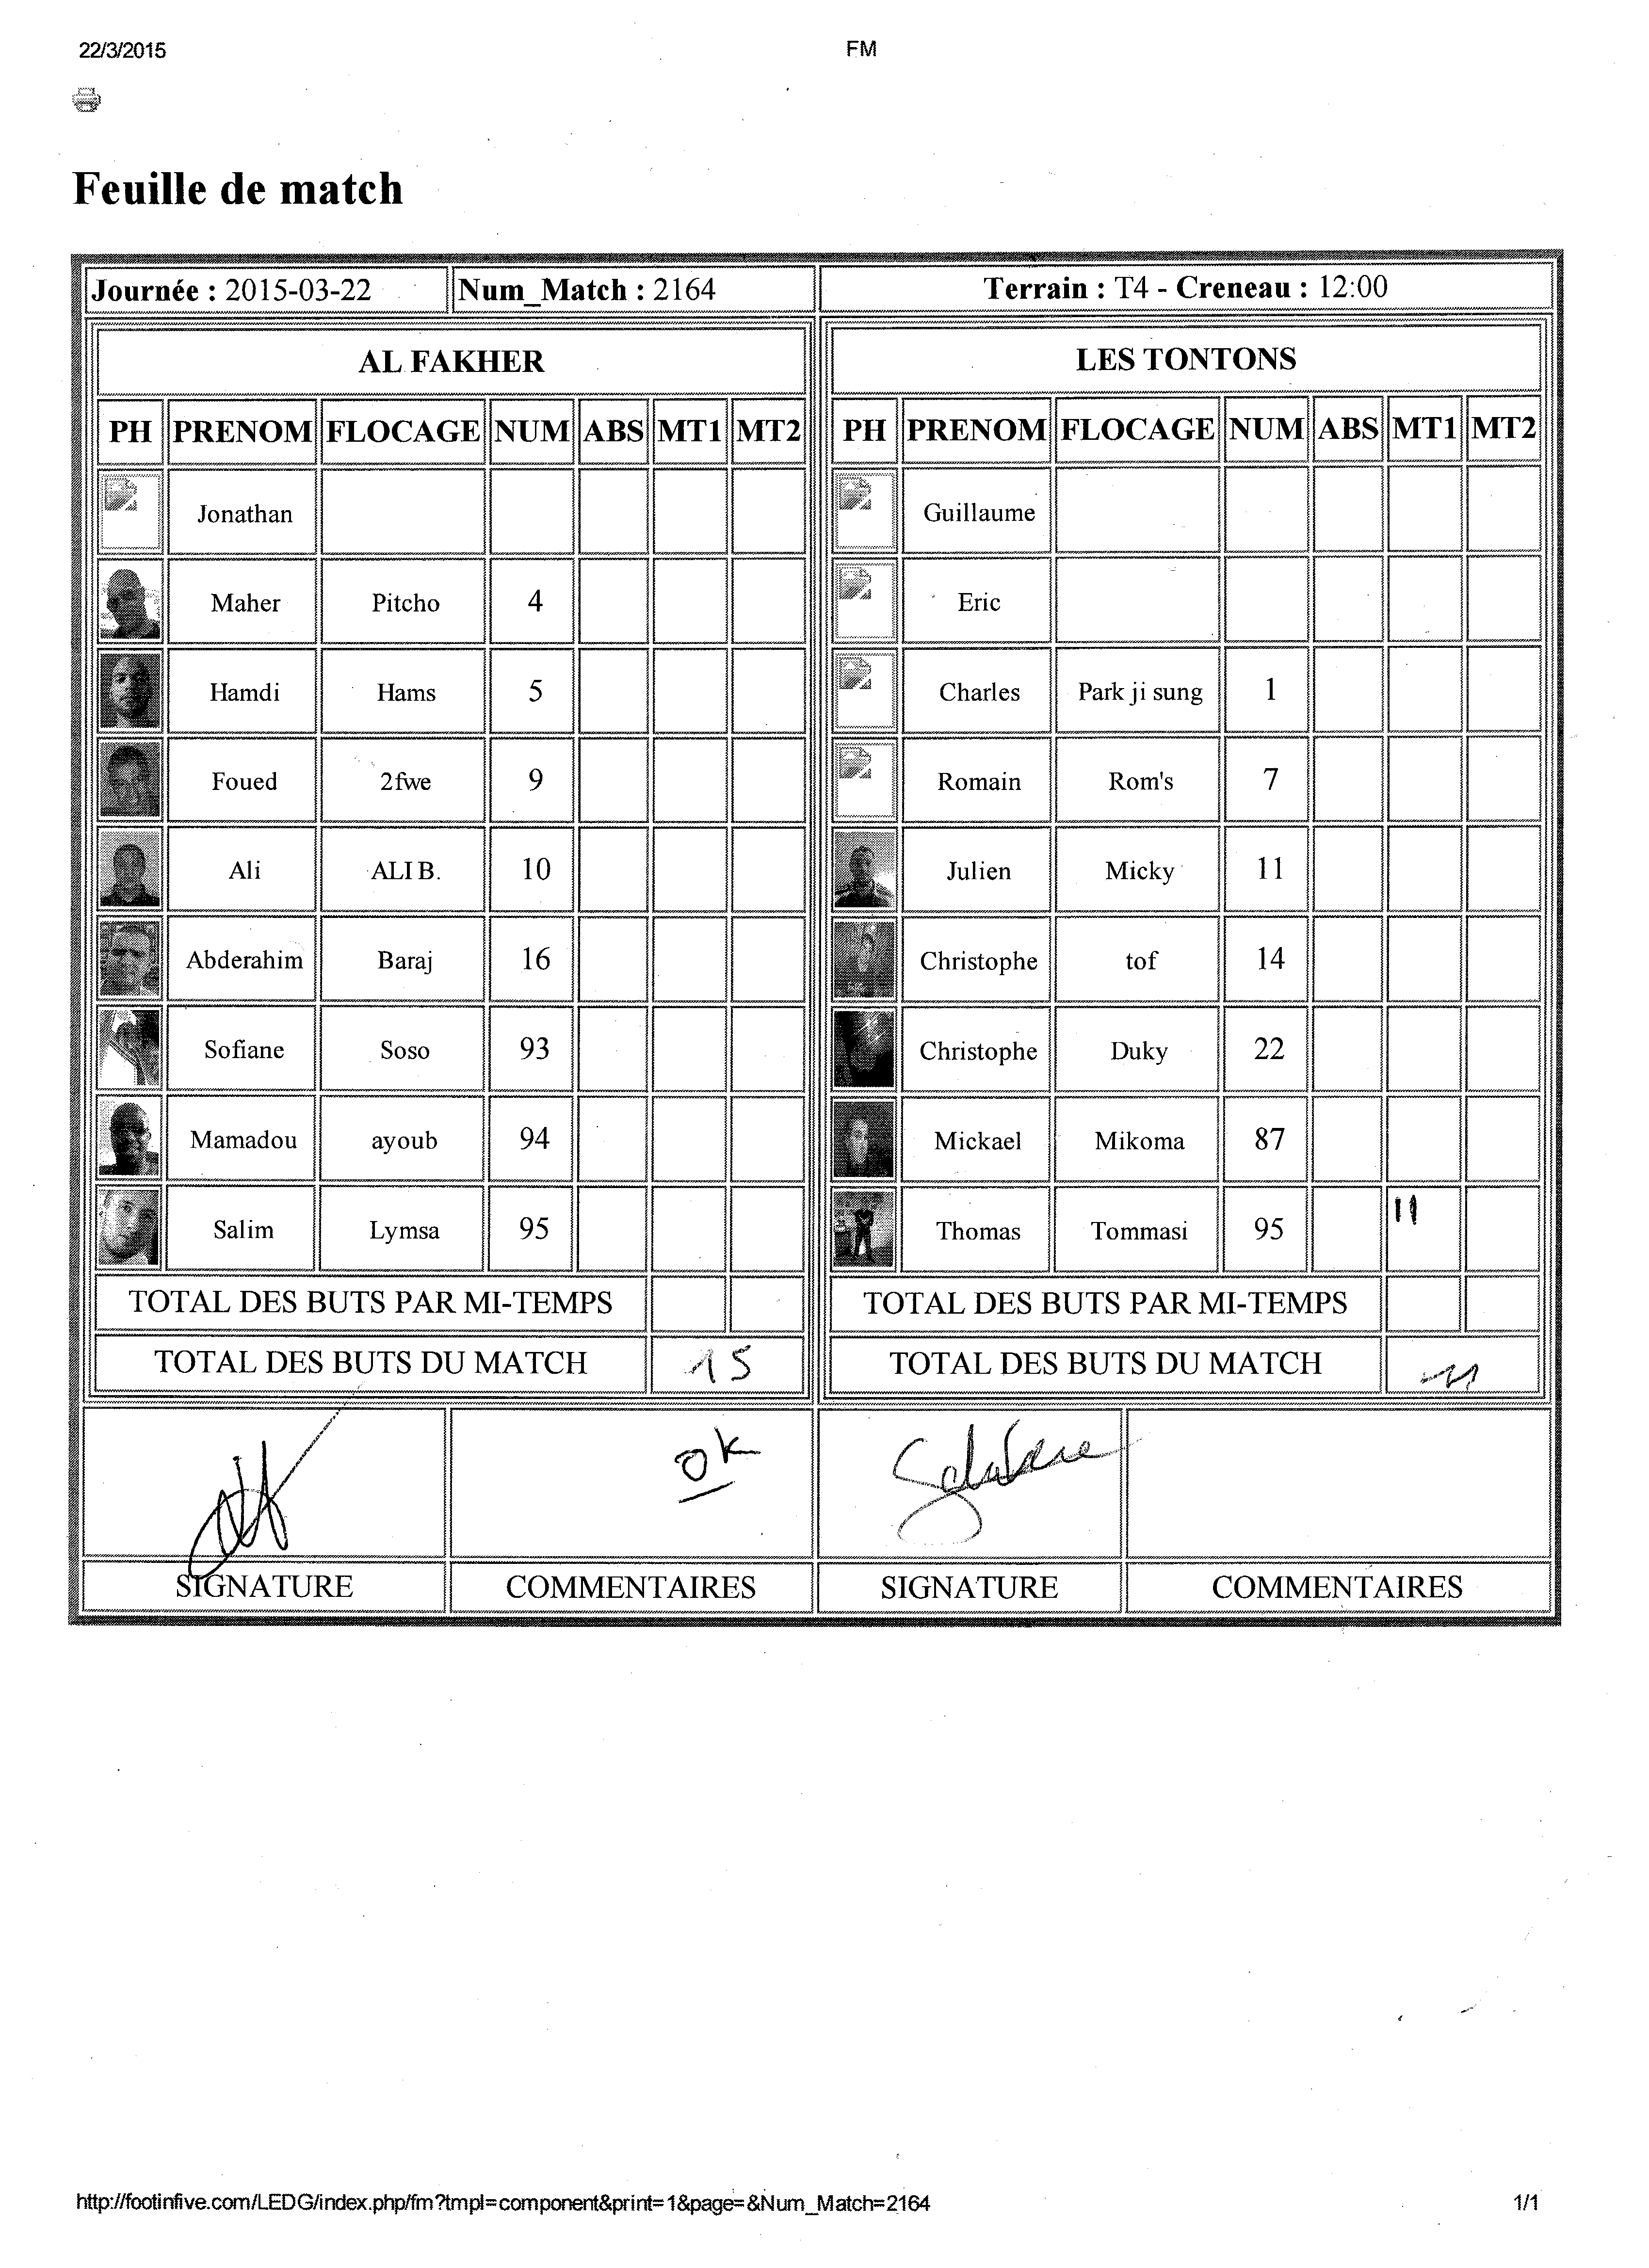 22/3/2015 FM
Feuille de match
Journée : 2015-03-22 Num_Match : 2164 Terrain : T4 - Creneau : 12:00
AL FAKHER LES TONTONS
PH PRENOM FLOCAGE NUM ABS MT1 MT2 PH PRENOM FLOCAGE NUM ABS MT1 MT2
Jonathan Guillaume
Maher Pitcho 4 Eric
Hamdi Hams 5 Charles Park ji sung 1
Foued 2fwe 9 Romain Rom's 7
Ali ALI B. 10 Julien Micky 11
Abderahim Baraj 16 Christophe tof 14
Sofiane Soso 93 Christophe Duky 22
Mamadou ayoub 94 Mickael Mikoma 87
Salim Lymsa 95 Thomas Tommasi 95 11
TOTAL DES BUTS PAR MI-TEMPS TOTAL DES BUTS PAR MI-TEMPS
TOTAL DES BUTS DU MATCH 15 TOTAL DES BUTS DU MATCH 11
OK
SIGNATURE COMMENTAIRES SIGNATURE COMMENTAIRES
http://footinfive.com/LEDG/index.php/fm?tmpl=component&print=1&page=&Num_Match=2164 1/1